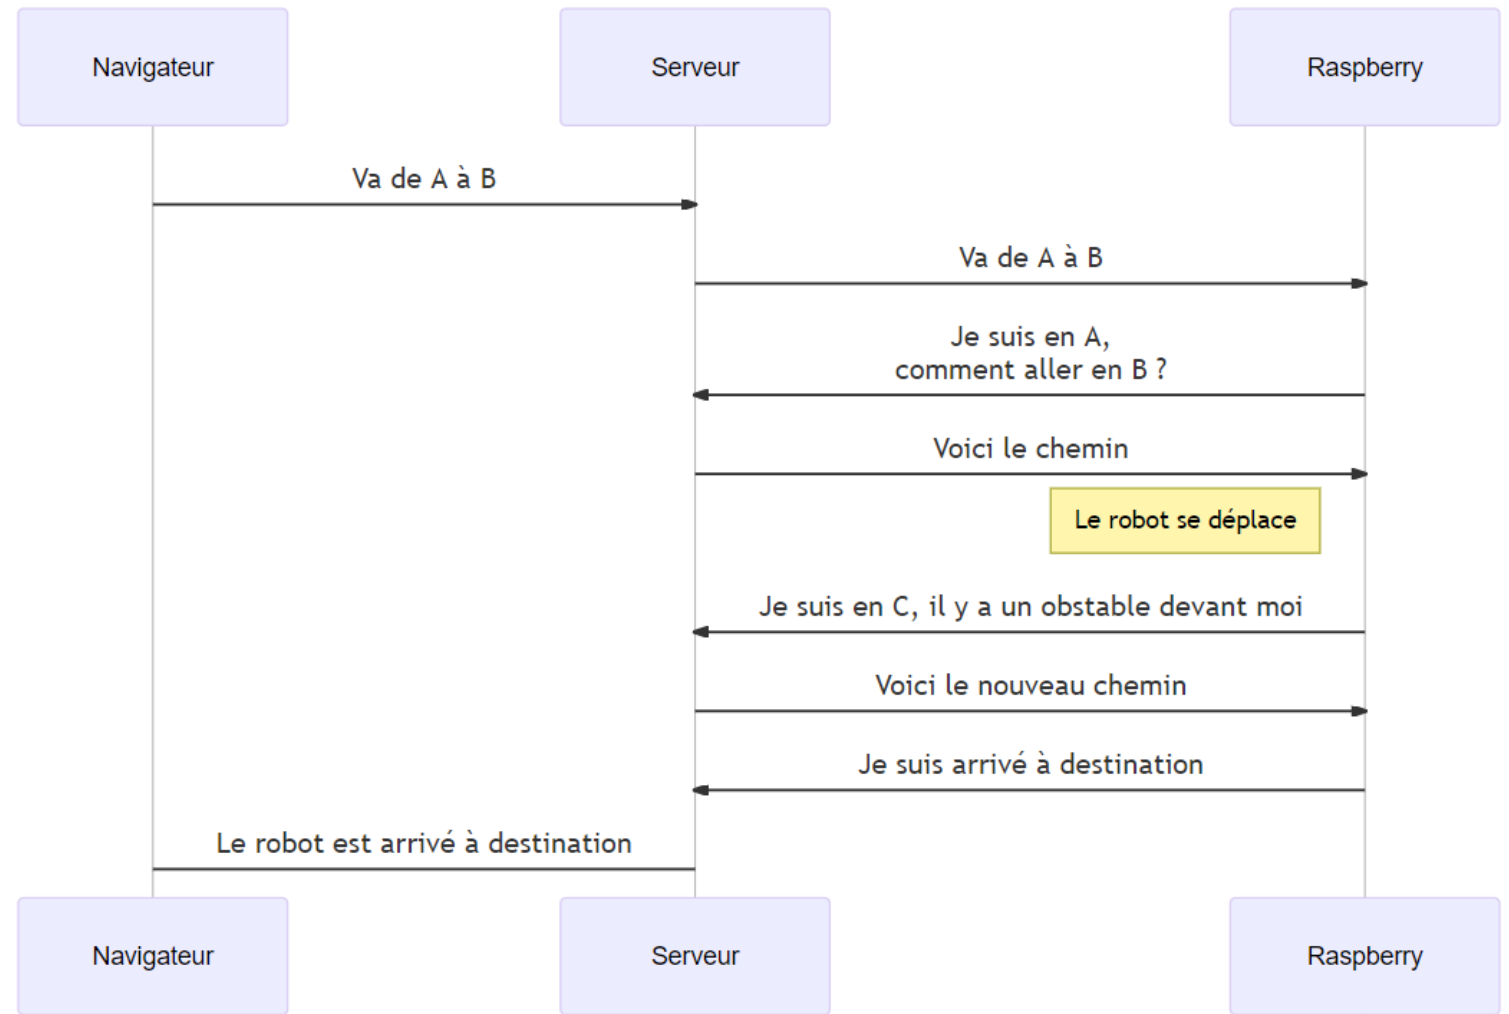 Navigateur
Serveur
Raspberry
Va de A à B
Va de A à B
Je suis en A,
comment aller en B ?
Voici le chemin
Le robot se déplace
Je suis en C, il y a un obstable devant moi
Voici le nouveau chemin
Je suis arrivé à destination
Le robot est arrivé à destination
Navigateur
Serveur
Raspberry